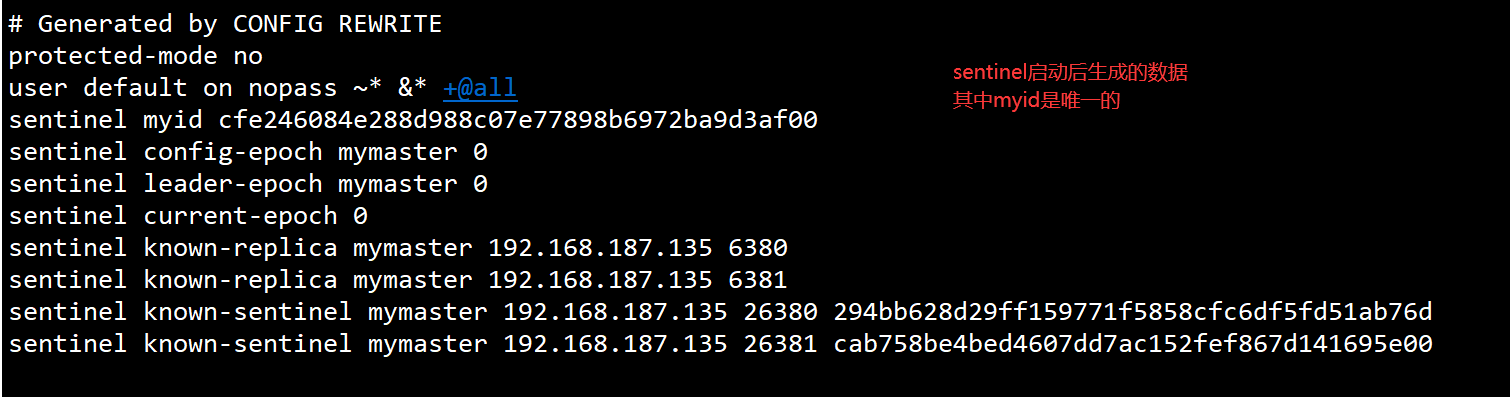 # Generated by CONFIG REWRITE
protected-mode no
user default on nopass ~* &* +@all
sentinel myid cfe246084e288d988c07e77898b6972ba9d3af00
sentinel config-epoch mymaster 0
sentinel leader-epoch mymaster 0
sentinel current-epoch 0
sentinel known-replica mymaster 192.168.187.135 6380
sentinel known-replica mymaster 192.168.187.135 6381
sentinel known-sentinel mymaster 192.168.187.135 26380 294bb628d29ff159771f5858cfc6df5fd51ab76d
sentinel known-sentinel mymaster 192.168.187.135 26381 cab758be4bed4607dd7ac152fef867d141695e00
sentinel启动后生成的数据
其中myid是唯一的